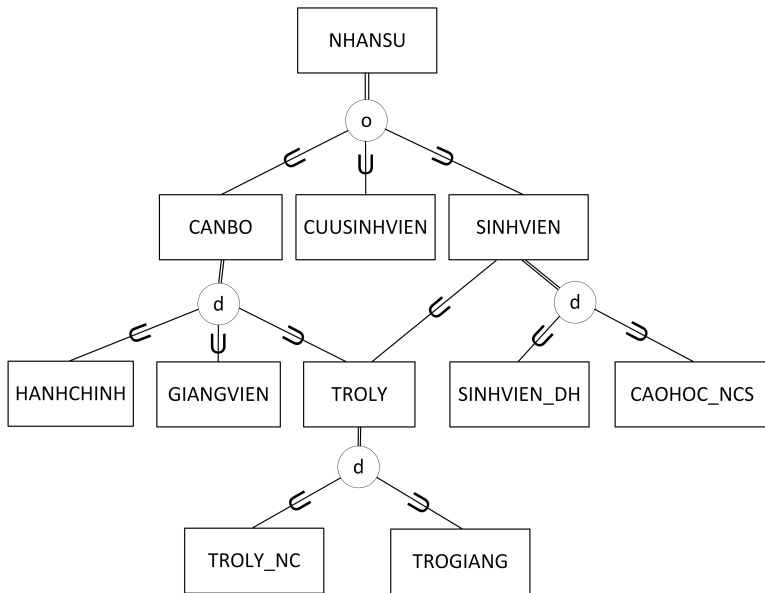 NHANSU
o
CANBO
CUUSINHVIEN
SINHVIEN
d
d
HANHCHINH
GIANGVIEN
TROLY
SINHVIEN_DH
CAOHOC_NCS
d
TROLY_NC
TROGIANG